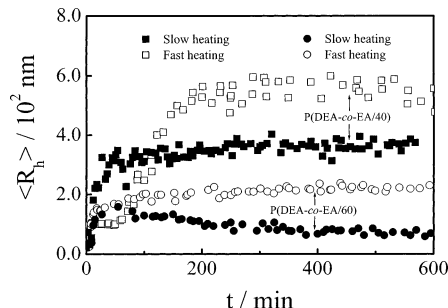 ■ Slow heating ● Slow heating
□ Fast heating ○ Fast heating
8.0
6.0
4.0
2.0
0.0
<R_h> / 10² nm
P(DEA-co-EA/40)
P(DEA-co-EA/60)
0 200 400 600
t / min